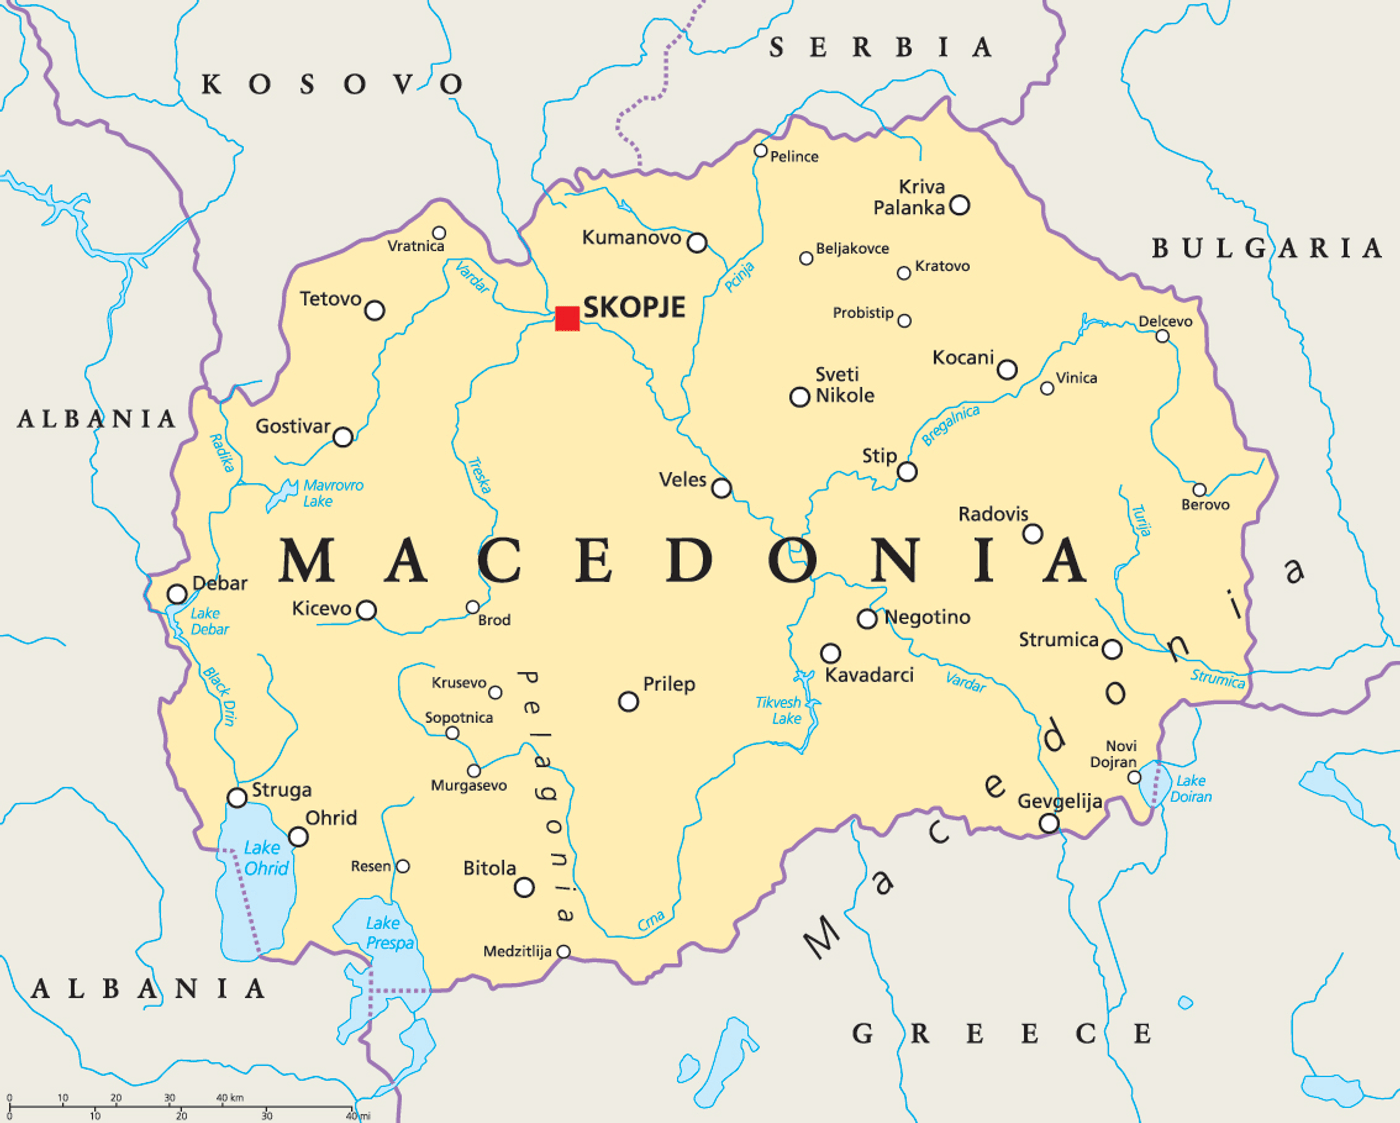 SERBIA
KOSOVO
Pelince
Kriva
Palanka
Kumanovo
Vratnica
Beljakovce
BULGARIA
Kratovo
Vardar
Pcinja
Tetovo
SKOPJE
Probistip
Delcevo
Kocani
Vinica
Sveti
Nikole
ALBANIA
Gostivar
Bregalnica
Radika
Treska
Stip
Veles
Mavrovro
Lake
Berovo
Radovis
Turija
MACEDONIA
Debar
Kicevo
Brod
Lake
Debar
Negotino
Strumica
Kavadarci
Strumica
Black Drin
Krusevo
Prilep
Vardar
Tikvesh
Lake
Sopotnica
Pelagonia
Murgasevo
Novi
Dojran
Lake
Doiran
Struga
Ohrid
Gevgelija
Macedonia
Lake
Ohrid
Resen
Bitola
Lake
Prespa
Crna
Medzitlija
ALBANIA
GREECE
0 10 20 30 40 km
0 10 20 30 40 mi